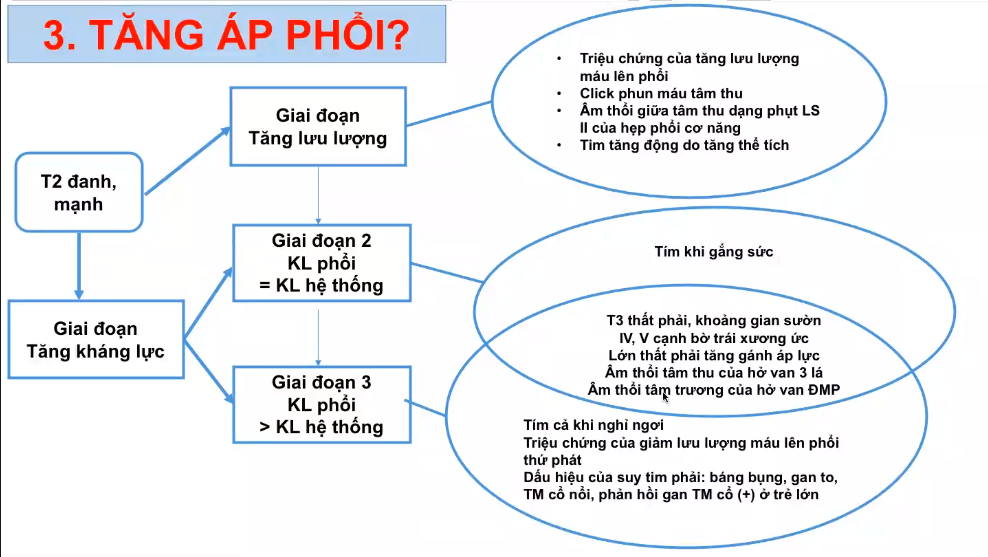 3. TĂNG ÁP PHỔI?
• Triệu chứng của tăng lưu lượng
máu lên phổi
• Click phun máu tâm thu
• Âm thổi giữa tâm thu dạng phụt LS
II của hẹp phổi cơ năng
• Tim tăng động do tăng thể tích
Giai đoạn
Tăng lưu lượng
T2 đanh,
mạnh
Giai đoạn 2
KL phổi
= KL hệ thống
Tím khi gắng sức
Giai đoạn
Tăng kháng lực
T3 thất phải, khoảng gian sườn
IV, V cạnh bờ trái xương ức
Lớn thất phải tăng gánh áp lực
Âm thổi tâm thu của hở van 3 lá
Âm thổi tâm trương của hở van ĐMP
Giai đoạn 3
KL phổi
> KL hệ thống
Tím cả khi nghỉ ngơi
Triệu chứng của giảm lưu lượng máu lên phổi
thứ phát
Dấu hiệu của suy tim phải: báng bụng, gan to,
TM cổ nổi, phản hồi gan TM cổ (+) ở trẻ lớn